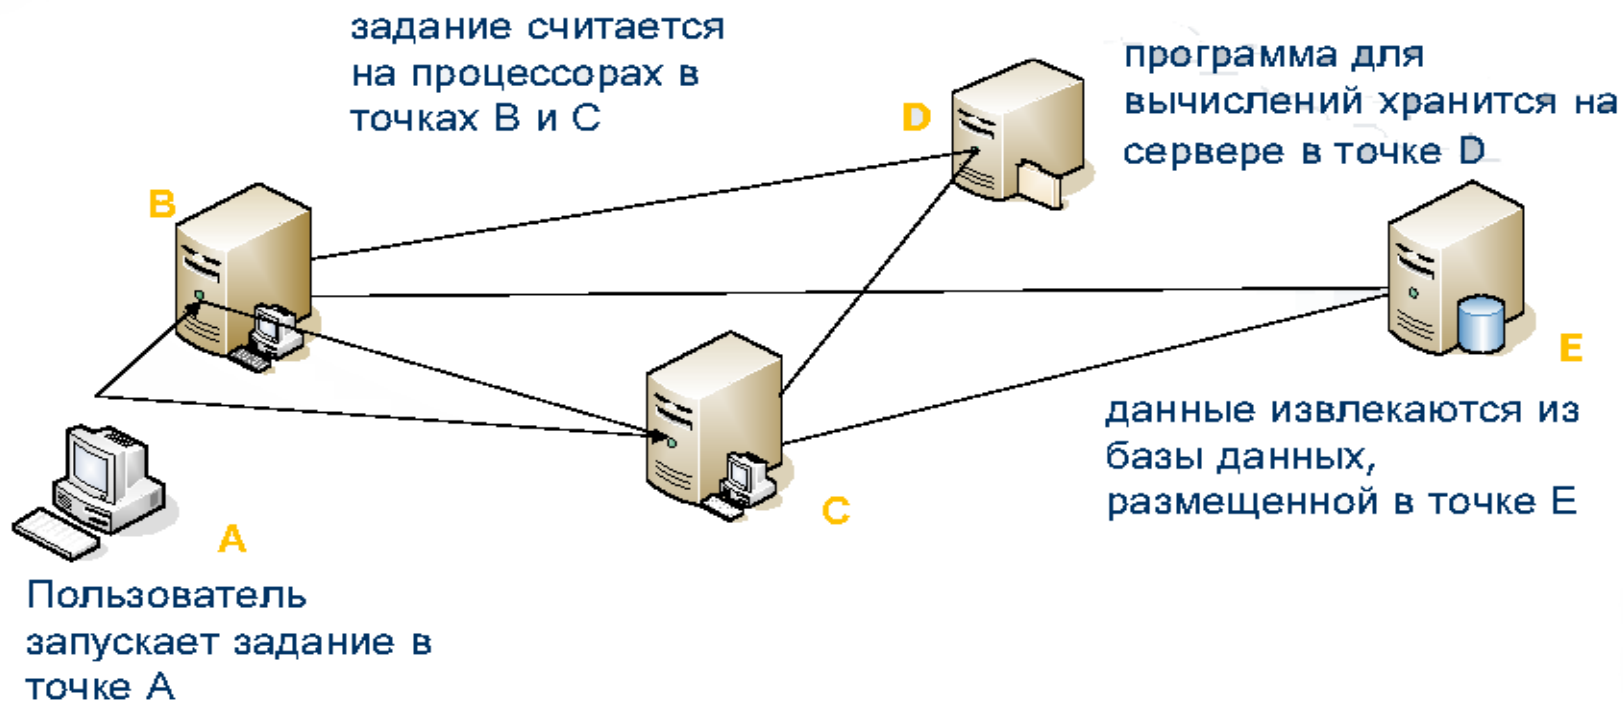 задание считается
на процессорах в
точках B и C
D
программа для
вычислений хранится на
сервере в точке D
B
E
данные извлекаются из
базы данных,
размещенной в точке E
C
A
Пользователь
запускает задание в
точке A